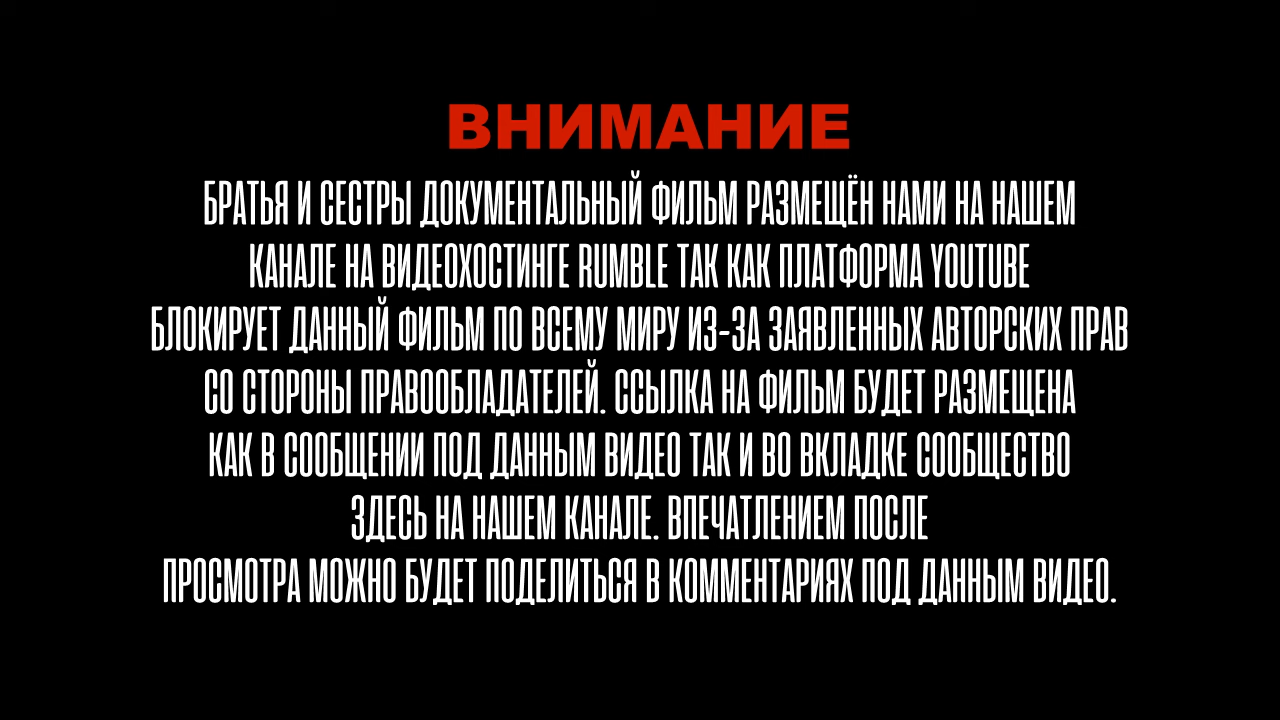 ВНИМАНИЕ
БРАТЬЯ И СЕСТРЫ ДОКУМЕНТАЛЬНЫЙ ФИЛЬМ РАЗМЕЩЁН НАМИ НА НАШЕМ
КАНАЛЕ НА ВИДЕОХОСТИНГЕ RUMBLE ТАК КАК ПЛАТФОРМА YOUTUBE
БЛОКИРУЕТ ДАННЫЙ ФИЛЬМ ПО ВСЕМУ МИРУ ИЗ-ЗА ЗАЯВЛЕННЫХ АВТОРСКИХ ПРАВ
СО СТОРОНЫ ПРАВООБЛАДАТЕЛЕЙ. ССЫЛКА НА ФИЛЬМ БУДЕТ РАЗМЕЩЕНА
КАК В СООБЩЕНИИ ПОД ДАННЫМ ВИДЕО ТАК И ВО ВКЛАДКЕ СООБЩЕСТВО
ЗДЕСЬ НА НАШЕМ КАНАЛЕ. ВПЕЧАТЛЕНИЕМ ПОСЛЕ
ПРОСМОТРА МОЖНО БУДЕТ ПОДЕЛИТЬСЯ В КОММЕНТАРИЯХ ПОД ДАННЫМ ВИДЕО.